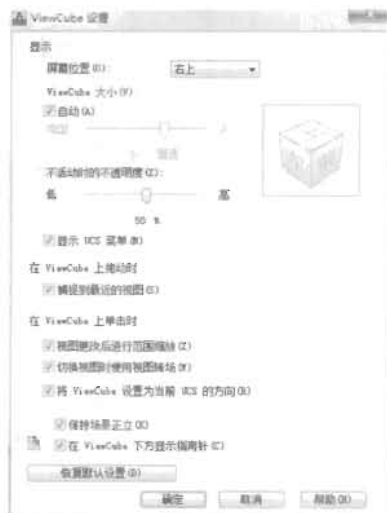 ViewCube 设置
显示
屏幕位置(O):
右上
ViewCube 大小(V)
自动(A)
普通
不活动时的不透明度(I):
低
高
50 %
显示 UCS 菜单(M)
在 ViewCube 上拖动时
捕捉到最近的视图(S)
在 ViewCube 上单击时
视图更改后进行范围缩放(Z)
切换视图时使用视图转场(T)
将 ViewCube 设置为当前 UCS 的方向(R)
保持场景正立(K)
在 ViewCube 下方显示指南针(C)
恢复默认设置(D)
确定
取消
帮助(H)